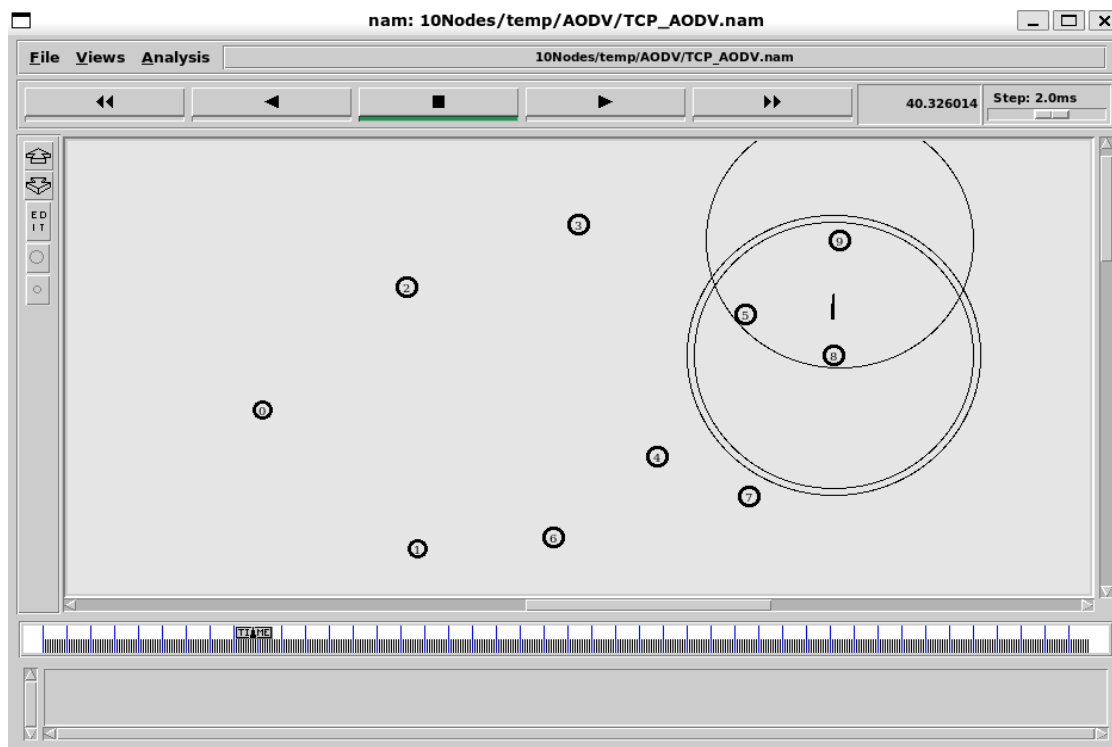 nam: 10Nodes/temp/AODV/TCP_AODV.nam
File Views Analysis 10Nodes/temp/AODV/TCP_AODV.nam
40.326014 Step: 2.0ms
E D
I T
3
9
2
5
8
0
4
7
6
1
TIME